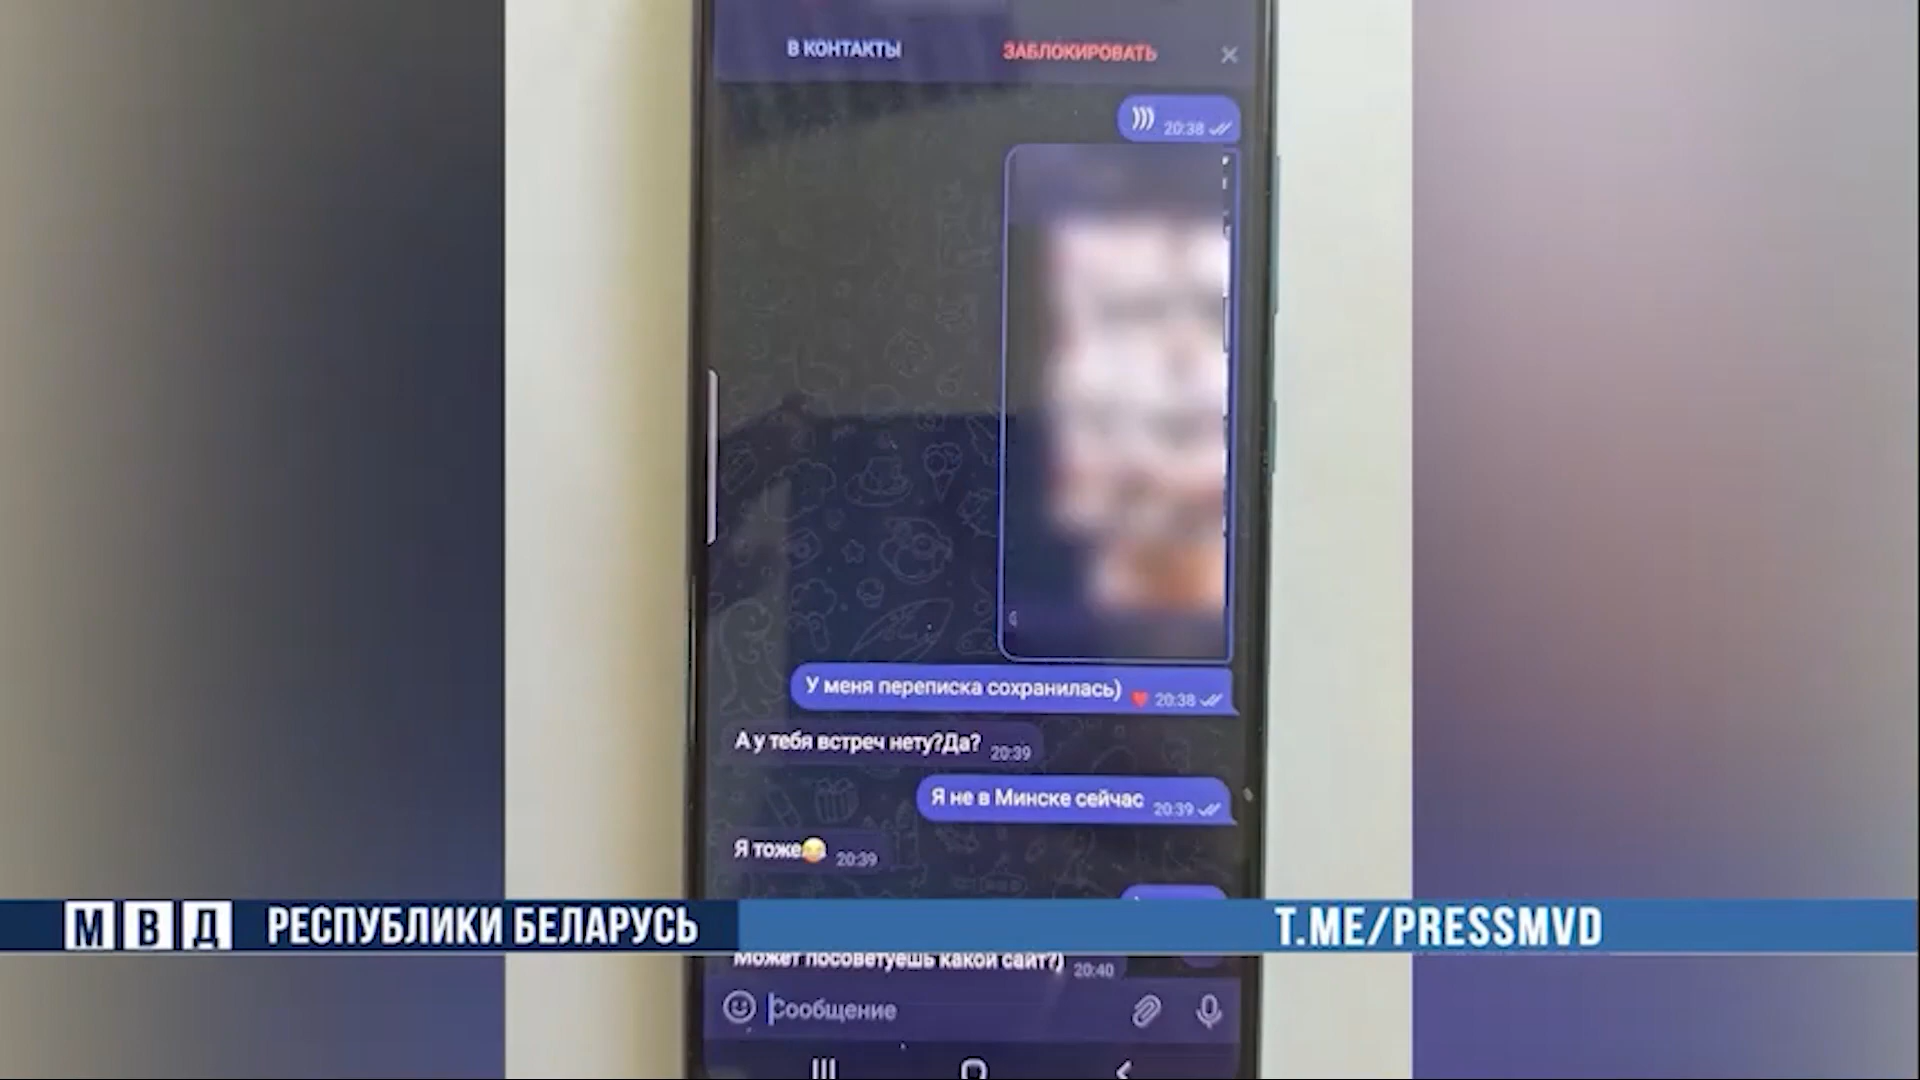 В КОНТАКТЫ ЗАБЛОКИРОВАТЬ
))) 20:38
У меня переписка сохранилась) 20:38
А у тебя встреч нету?Да? 20:39
Я не в Минске сейчас 20:39
Я тоже😂 20:39
МВД РЕСПУБЛИКИ БЕЛАРУСЬ T.ME/PRESSMVD
Может посоветуешь какой сайт?) 20:40
Сообщение